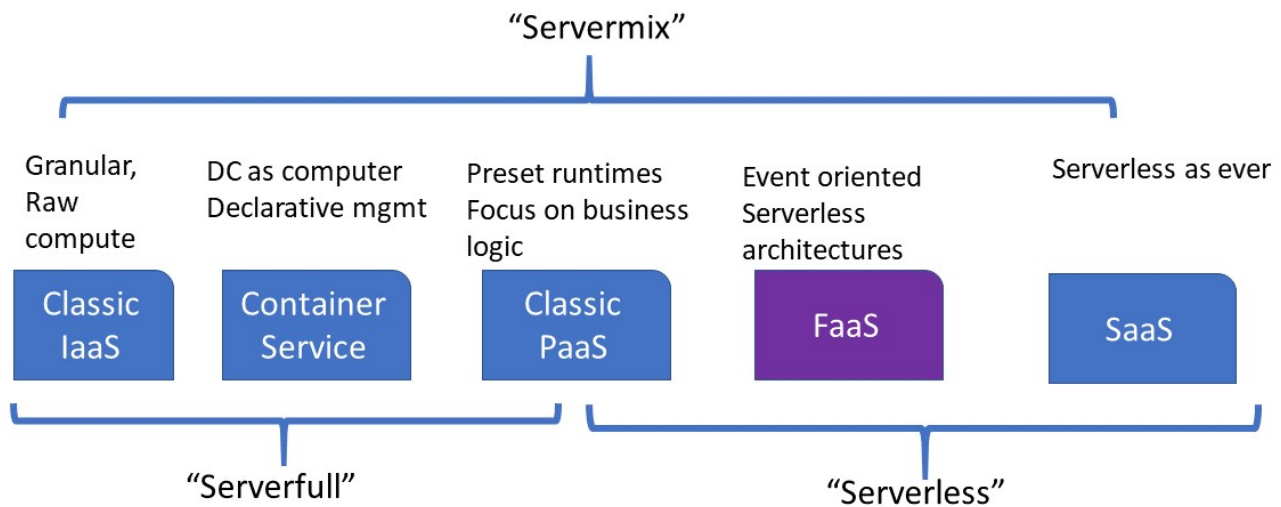 “Servermix”
Granular,
Raw
compute
DC as computer
Declarative mgmt
Preset runtimes
Focus on business
logic
Event oriented
Serverless
architectures
Serverless as ever
Classic
IaaS
Container
Service
Classic
PaaS
FaaS
SaaS
“Serverfull”
“Serverless”